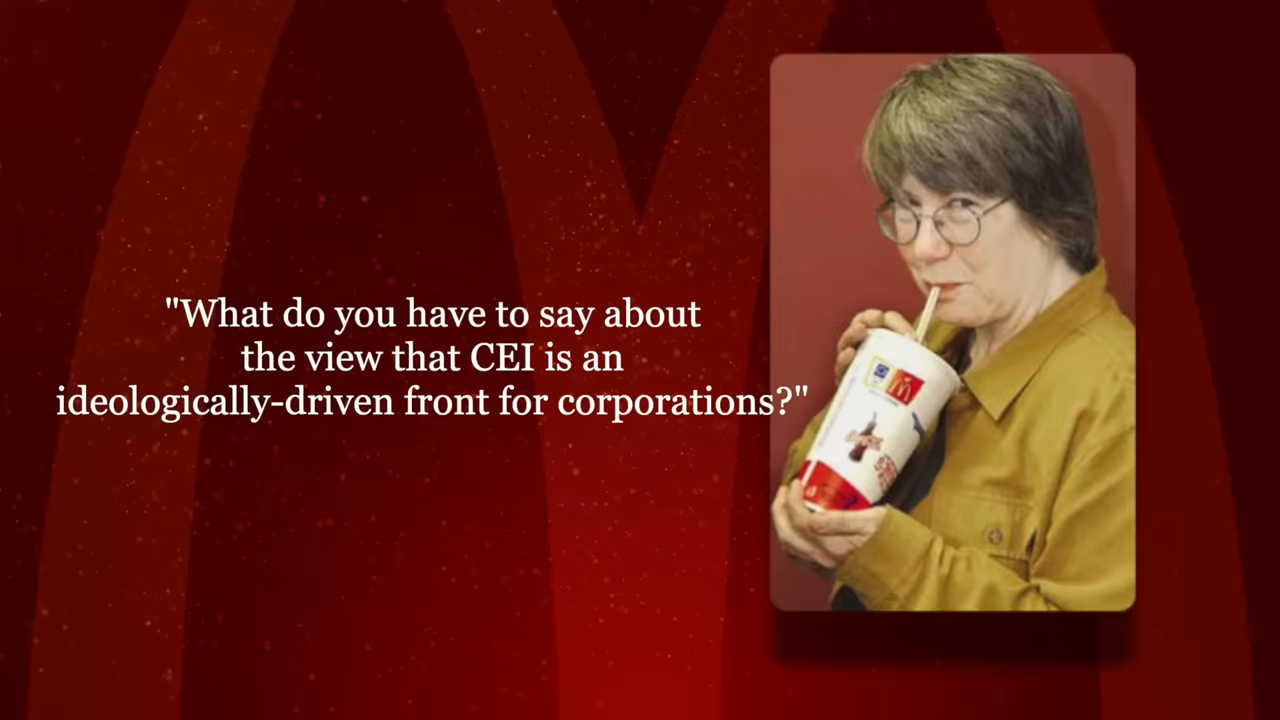 "What do you have to say about
the view that CEI is an
ideologically-driven front for corporations?"